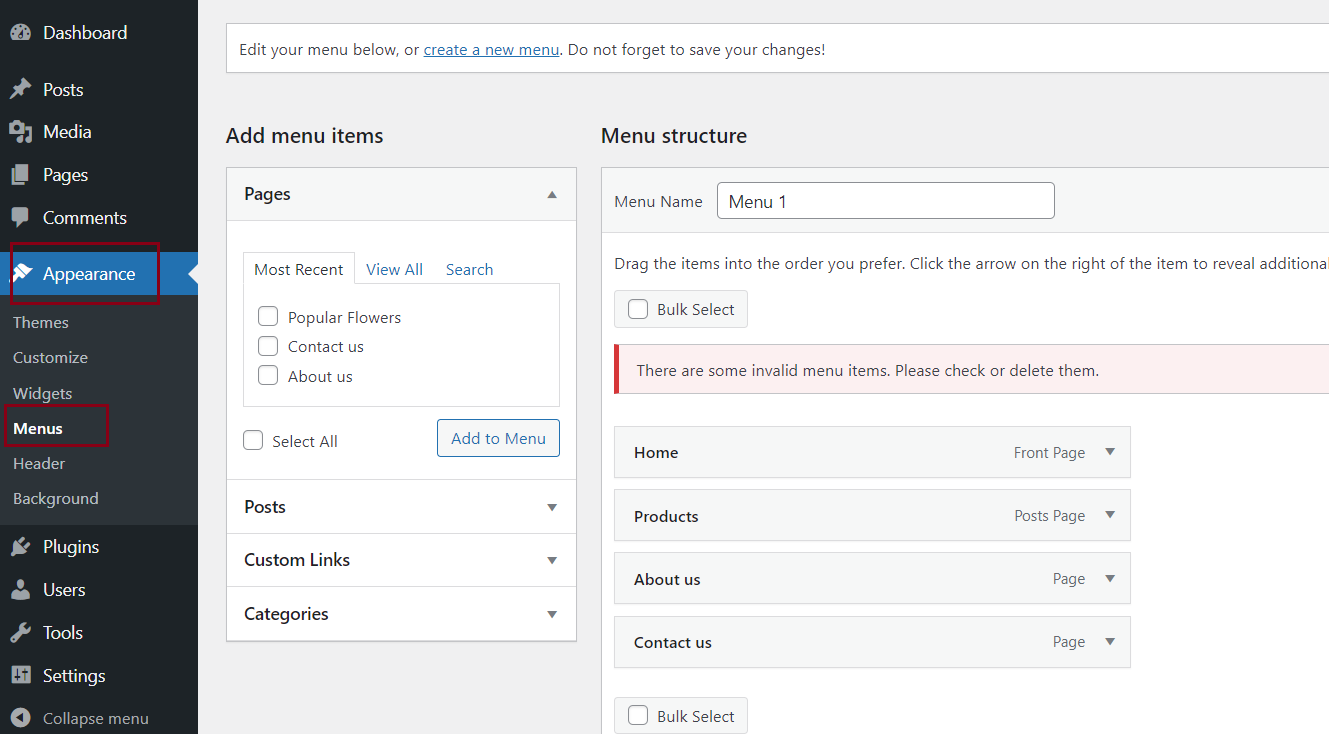 Dashboard
Posts
Media
Pages
Comments
Appearance
Themes
Customize
Widgets
Menus
Header
Background
Plugins
Users
Tools
Settings
Collapse menu
Edit your menu below, or create a new menu. Do not forget to save your changes!
Add menu items
Pages
Most Recent View All Search
Popular Flowers
Contact us
About us
Select All Add to Menu
Posts
Custom Links
Categories
Menu structure
Menu Name Menu 1
Drag the items into the order you prefer. Click the arrow on the right of the item to reveal additional
Bulk Select
There are some invalid menu items. Please check or delete them.
Home Front Page
Products Posts Page
About us Page
Contact us Page
Bulk Select